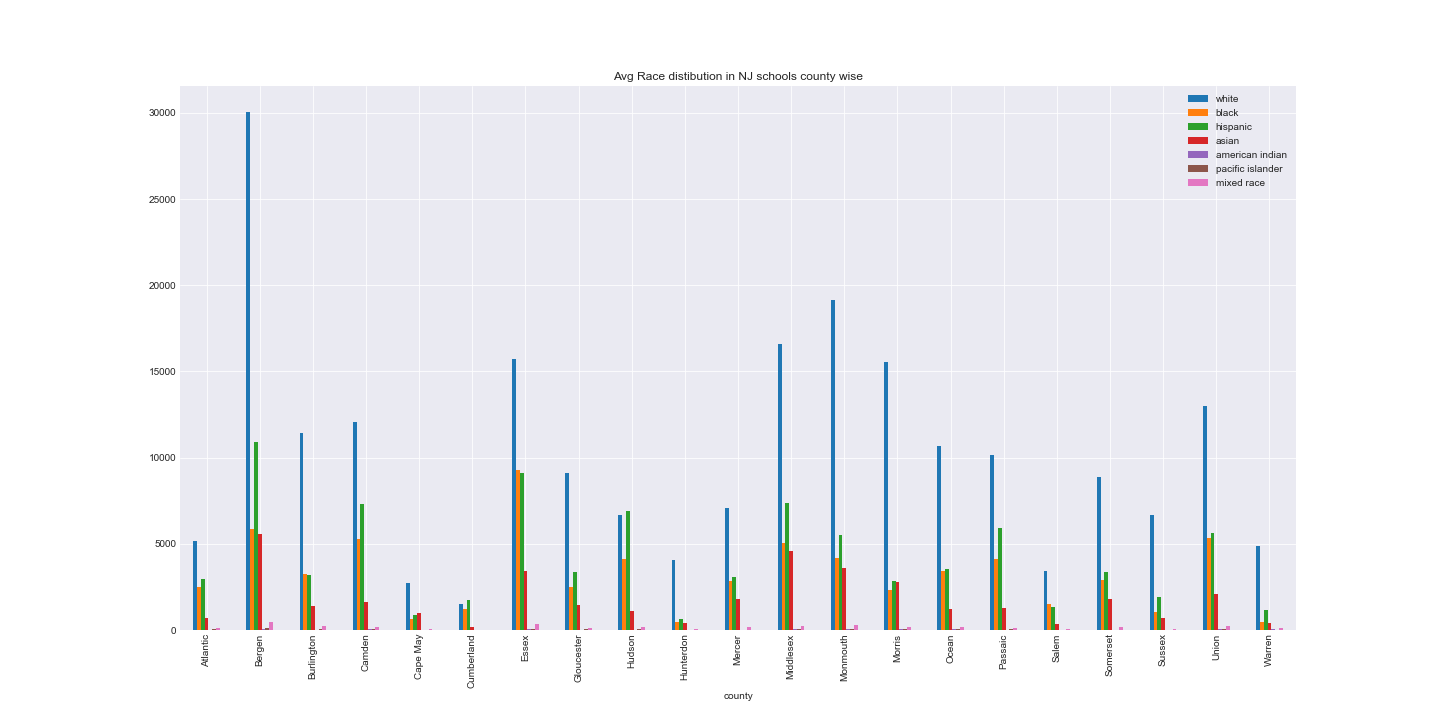 Avg Race distibution in NJ schools county wise
white
black
hispanic
asian
american indian
pacific islander
mixed race
30000
25000
20000
15000
10000
5000
0
Atlantic
Bergen
Burlington
Camden
Cape May
Cumberland
Essex
Gloucester
Hudson
Hunterdon
Mercer
Middlesex
Monmouth
Morris
Ocean
Passaic
Salem
Somerset
Sussex
Union
Warren
county